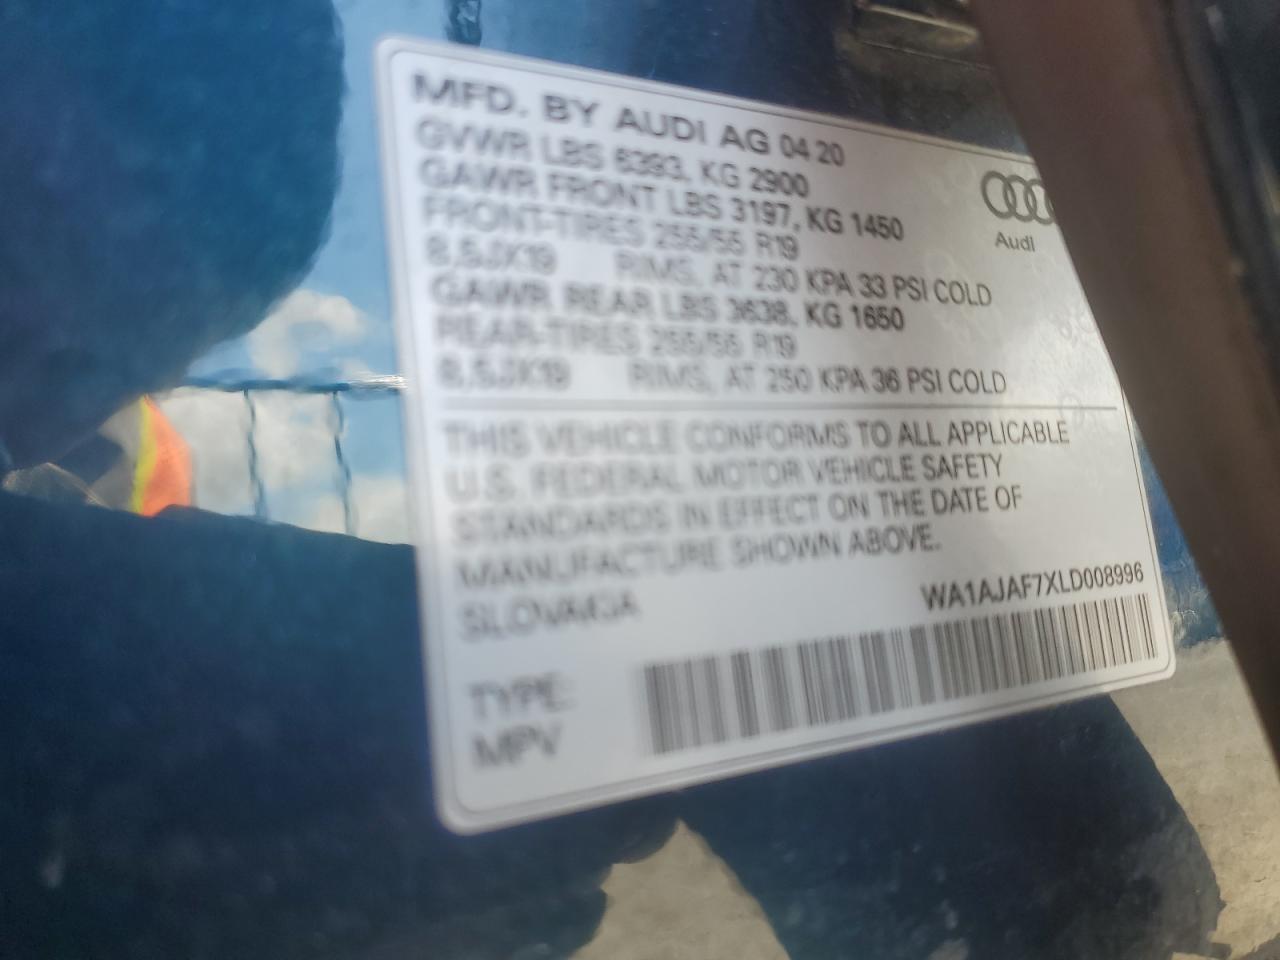 MFD. BY AUDI AG 04 20
GVWR LBS 6393, KG 2900
GAWR FRONT LBS 3197, KG 1450
FRONT-TIRES 255/55 R19
8,5JX19 RIMS, AT 230 KPA 33 PSI COLD
GAWR REAR LBS 3638, KG 1650
REAR-TIRES 255/55 R19
8,5JX19 RIMS, AT 250 KPA 36 PSI COLD
Audi
THIS VEHICLE CONFORMS TO ALL APPLICABLE
U.S. FEDERAL MOTOR VEHICLE SAFETY
STANDARDS IN EFFECT ON THE DATE OF
MANUFACTURE SHOWN ABOVE.
SLOVAKIA
WA1AJAF7XLD008996
TYPE:
MPV